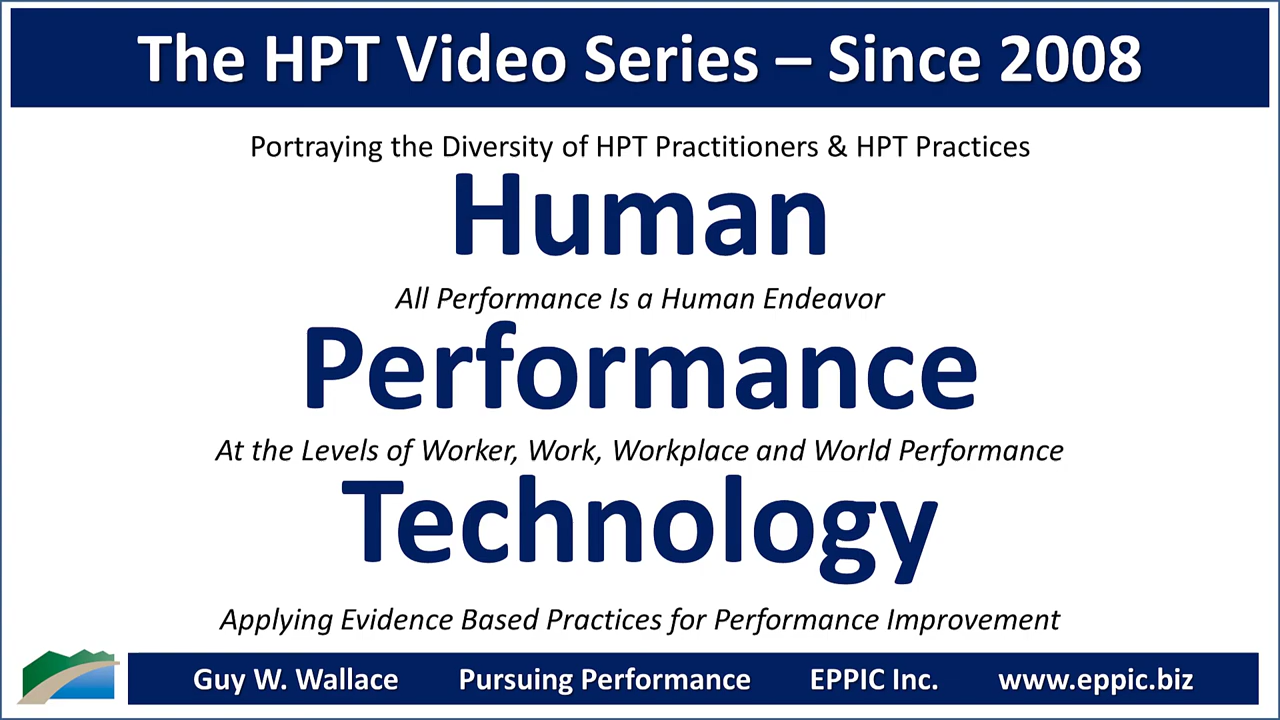 The HPT Video Series – Since 2008
Portraying the Diversity of HPT Practitioners & HPT Practices
Human
All Performance Is a Human Endeavor
Performance
At the Levels of Worker, Work, Workplace and World Performance
Technology
Applying Evidence Based Practices for Performance Improvement
Guy W. Wallace Pursuing Performance EPPIC Inc. www.eppic.biz